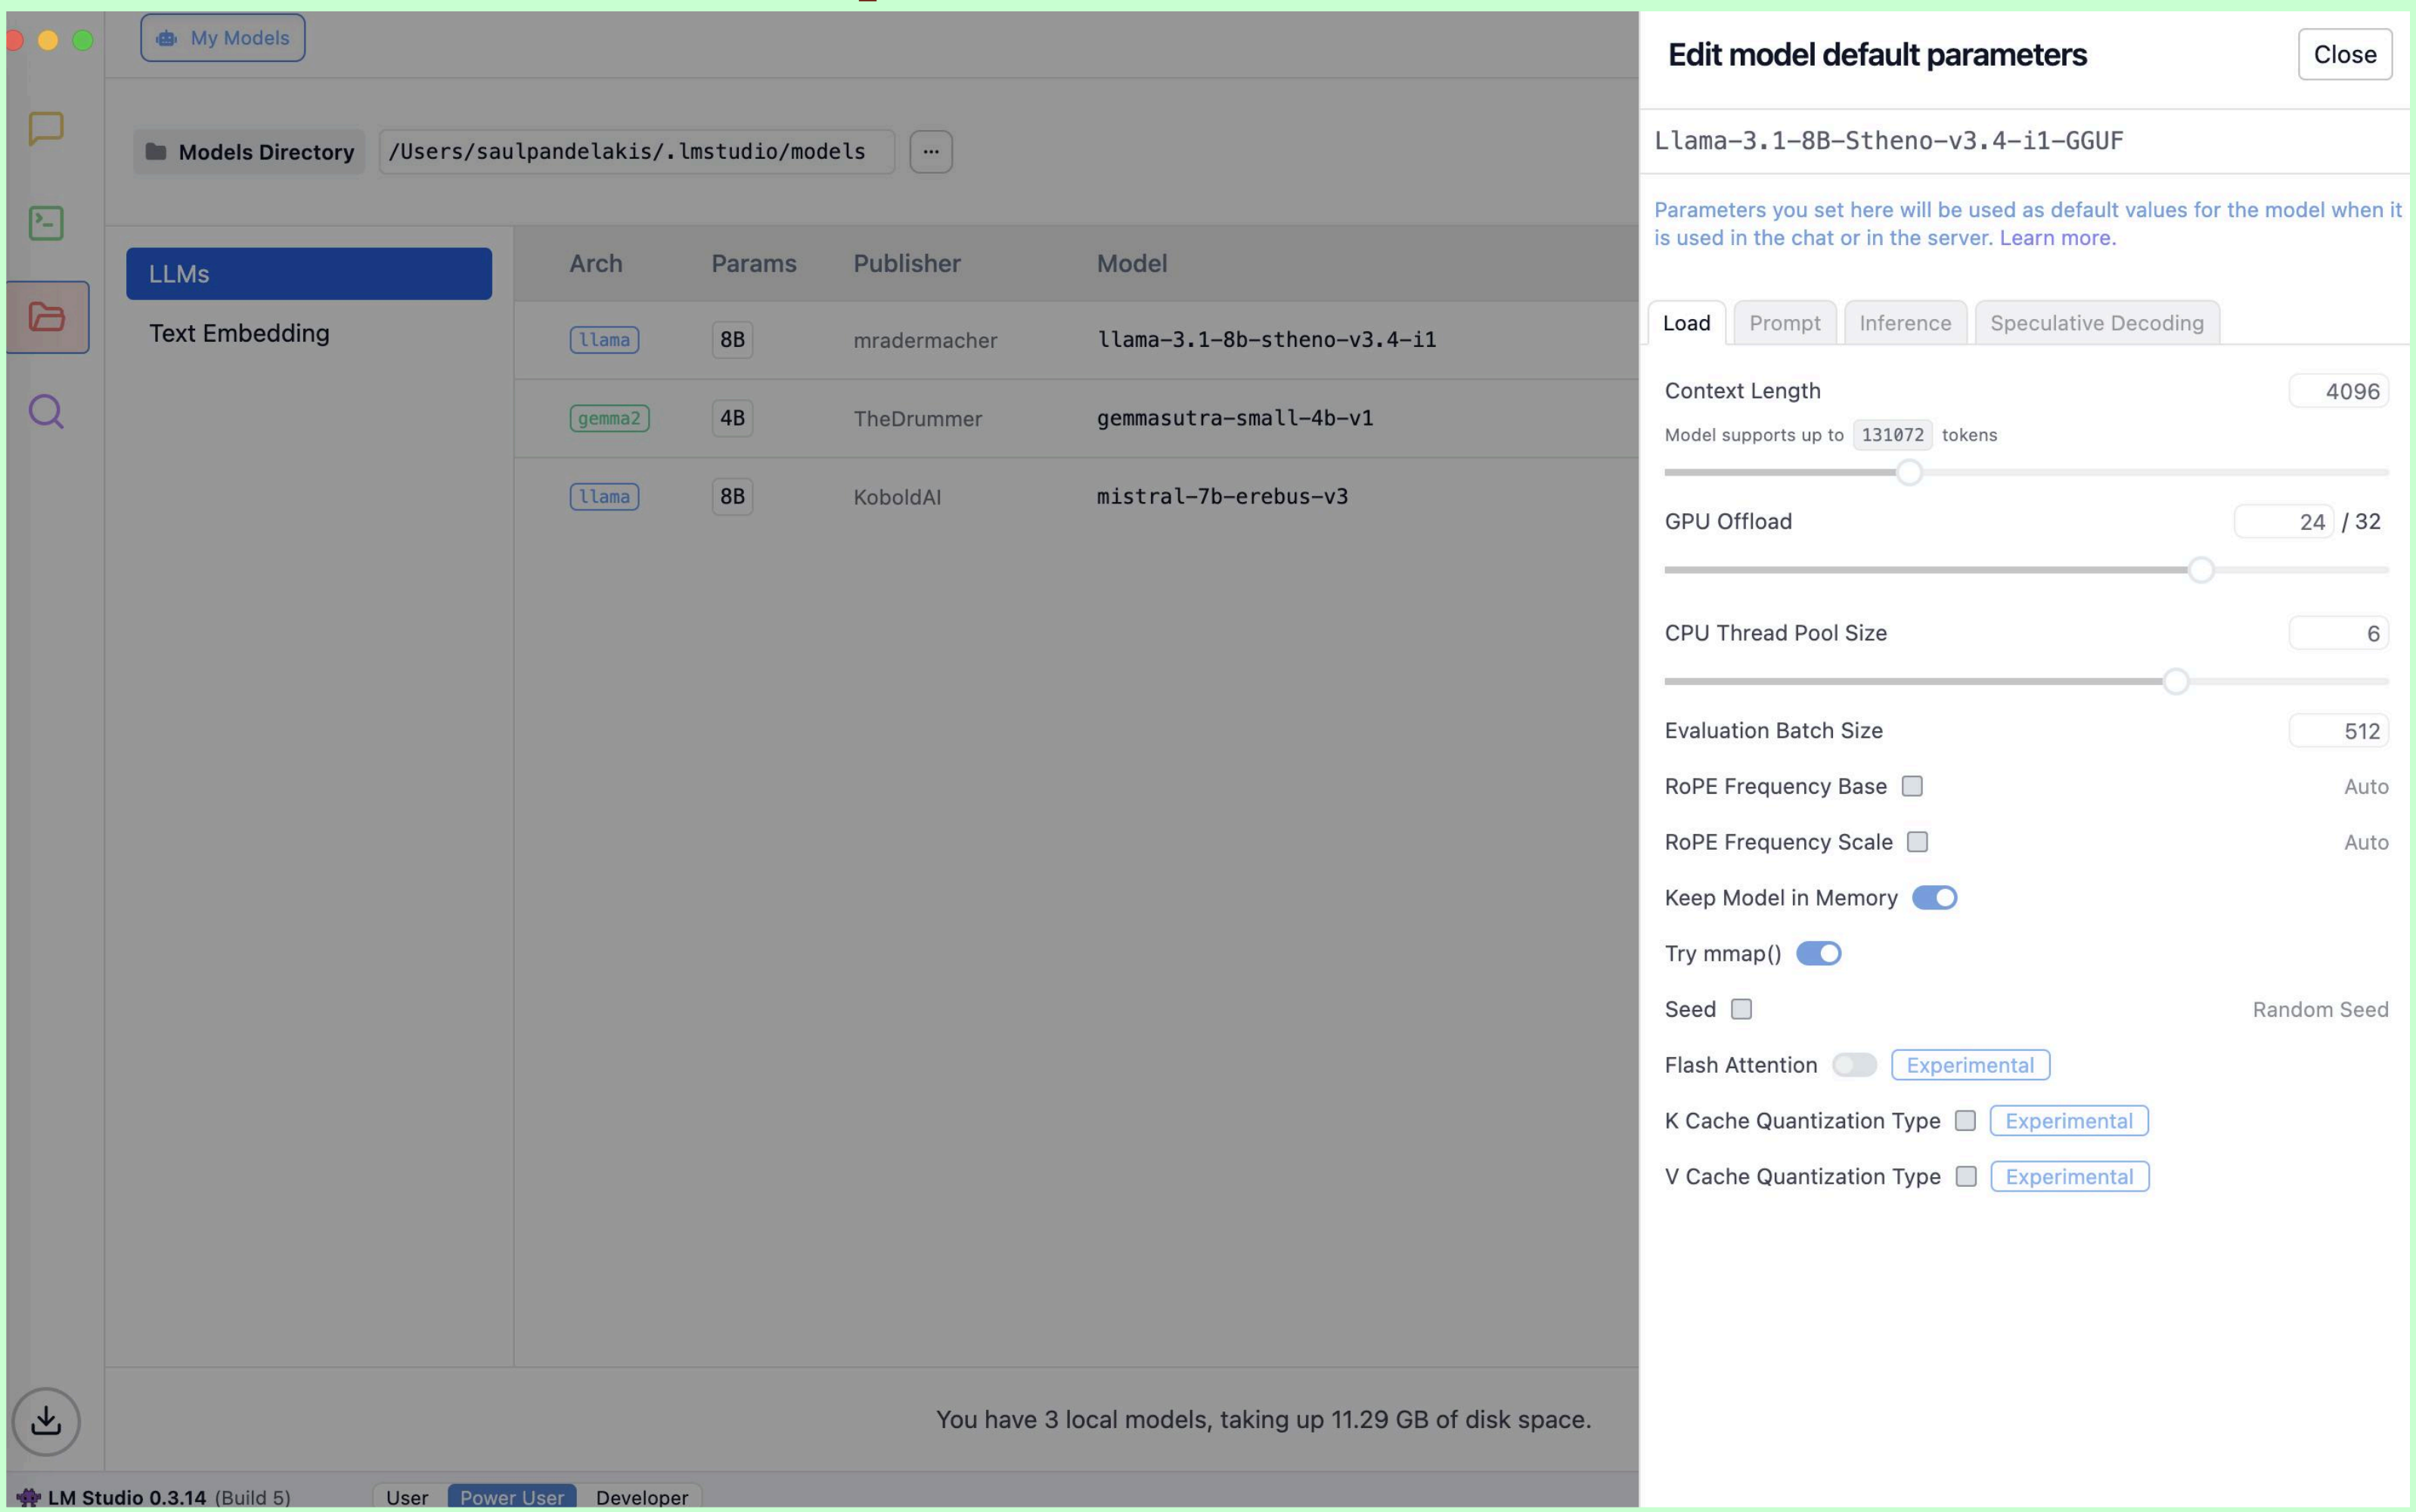 My Models
Models Directory /Users/saulpandelakis/.lmstudio/models ...
LLMs
Text Embedding
Arch Params Publisher Model
llama 8B mradermacher llama-3.1-8b-stheno-v3.4-i1
gemma2 4B TheDrummer gemmasutra-small-4b-v1
llama 8B KoboldAI mistral-7b-erebus-v3
You have 3 local models, taking up 11.29 GB of disk space.
LM Studio 0.3.14 (Build 5) User Power User Developer
Edit model default parameters Close
Llama-3.1-8B-Stheno-v3.4-i1-GGUF
Parameters you set here will be used as default values for the model when it
is used in the chat or in the server. Learn more.
Load Prompt Inference Speculative Decoding
Context Length 4096
Model supports up to 131072 tokens
GPU Offload 24 / 32
CPU Thread Pool Size 6
Evaluation Batch Size 512
RoPE Frequency Base Auto
RoPE Frequency Scale Auto
Keep Model in Memory
Try mmap()
Seed Random Seed
Flash Attention Experimental
K Cache Quantization Type Experimental
V Cache Quantization Type Experimental